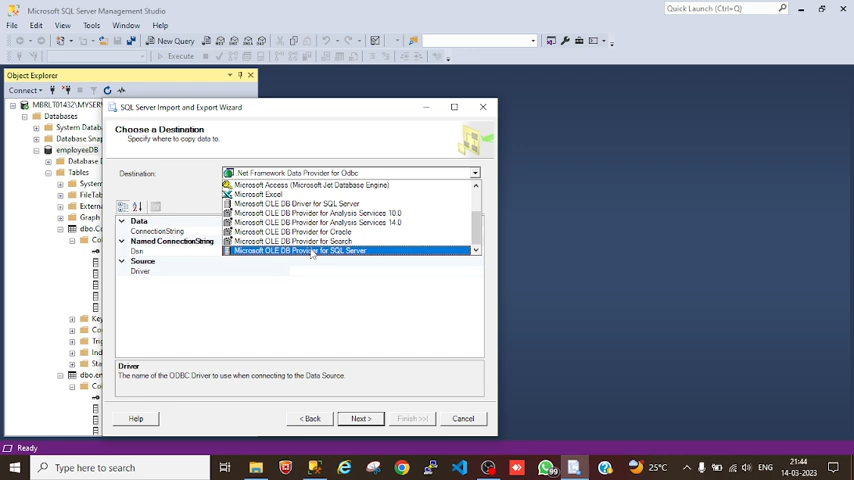 Microsoft SQL Server Management Studio
Quick Launch (Ctrl+Q)
File Edit View Tools Window Help
New Query
Execute
Object Explorer
Connect
MBRLT01432\MYSER
Databases
System Datab
Database Snap
employeeDB
Database D
Tables
System
FileTab
External
Graph
dbo.C
Co
Key
Co
Trig
Ind
Sta
dbo.en
Co
SQL Server Import and Export Wizard
Choose a Destination
Specify where to copy data to.
Destination:
.Net Framework Data Provider for Odbc
Microsoft Access (Microsoft Jet Database Engine)
Microsoft Excel
Microsoft OLE DB Driver for SQL Server
Microsoft OLE DB Provider for Analysis Services 10.0
Microsoft OLE DB Provider for Analysis Services 14.0
Microsoft OLE DB Provider for Oracle
Microsoft OLE DB Provider for Search
Microsoft OLE DB Provider for SQL Server
Data
ConnectionString
Named ConnectionString
Dsn
Source
Driver
Driver
The name of the ODBC Driver to use when connecting to the Data Source.
Help
< Back
Next >
Finish >>|
Cancel
Ready
Type here to search
99
25°C
ENG
21:44
14-03-2023